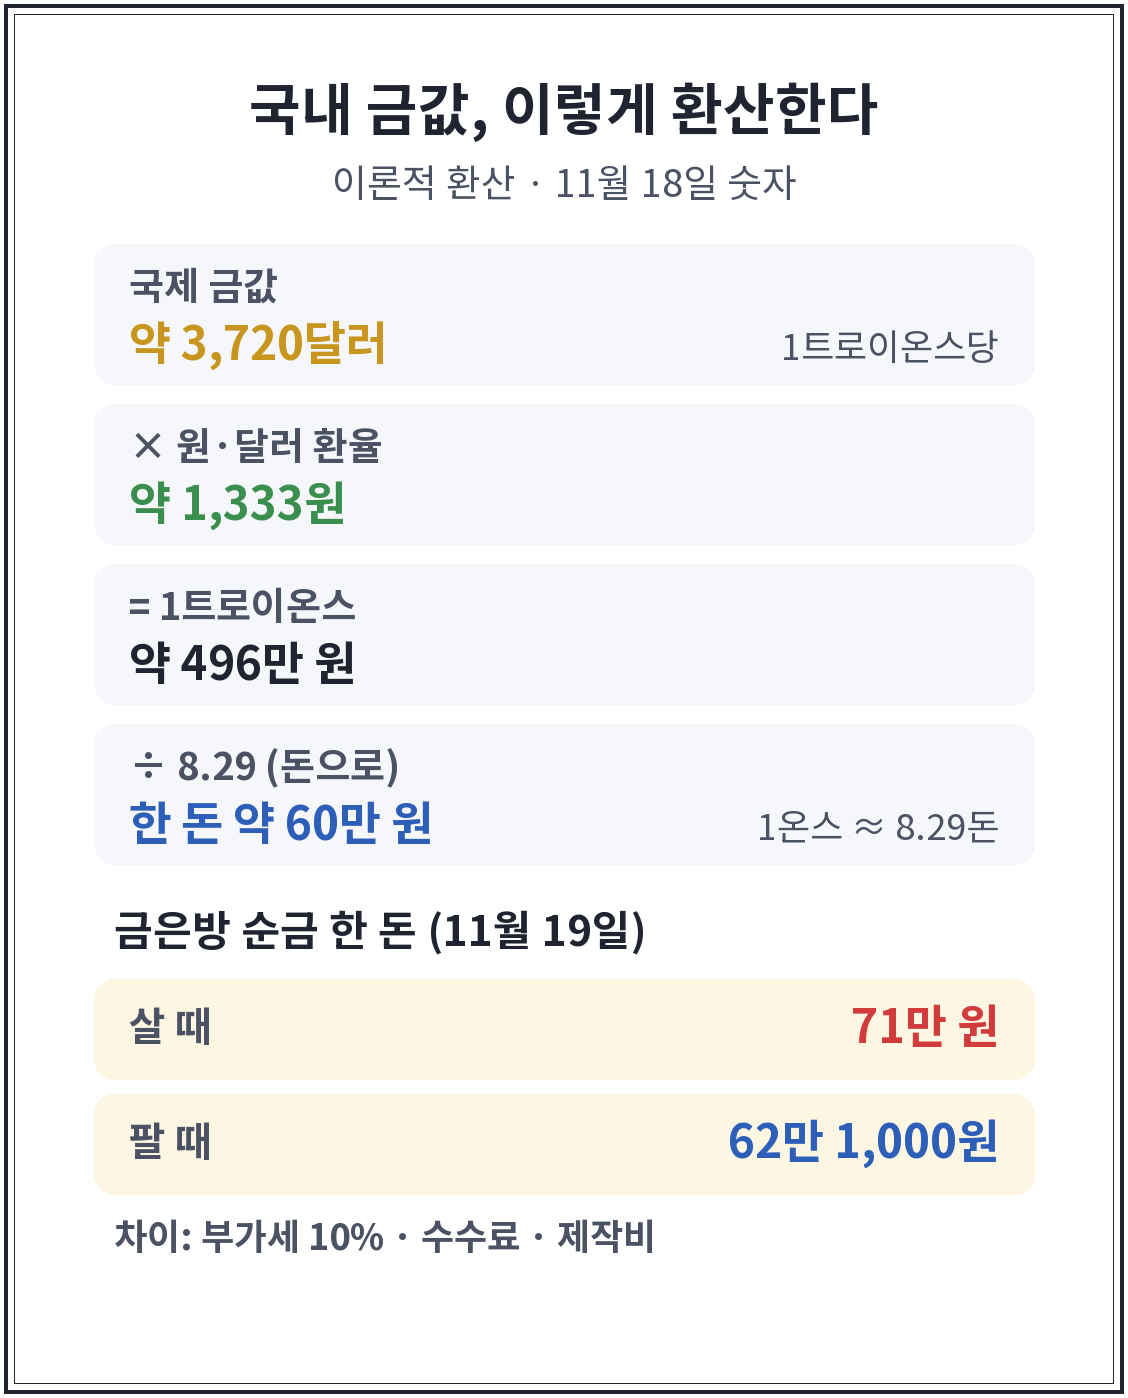 국내 금값, 이렇게 환산한다
이론적 환산 · 11월 18일 숫자
국제 금값
약 3,720달러
1트로이온스당
× 원·달러 환율
약 1,333원
= 1트로이온스
약 496만 원
÷ 8.29 (돈으로)
한 돈 약 60만 원
1온스 ≈ 8.29돈
금은방 순금 한 돈 (11월 19일)
살 때
71만 원
팔 때
62만 1,000원
차이: 부가세 10% · 수수료 · 제작비